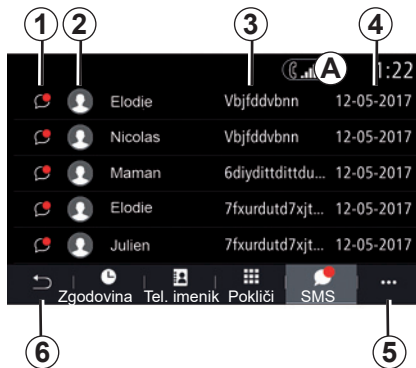 1 2 3 4
A 1:22
Elodie Vbjfddvbnn 12-05-2017
Nicolas Vbjfddvbnn 12-05-2017
Maman 6diydittdittdu... 12-05-2017
Elodie 7fxurdutd7xjt... 12-05-2017
Julien 7fxurdutd7xjt... 12-05-2017
Zgodovina Tel. imenik Pokliči SMS ...
6 5